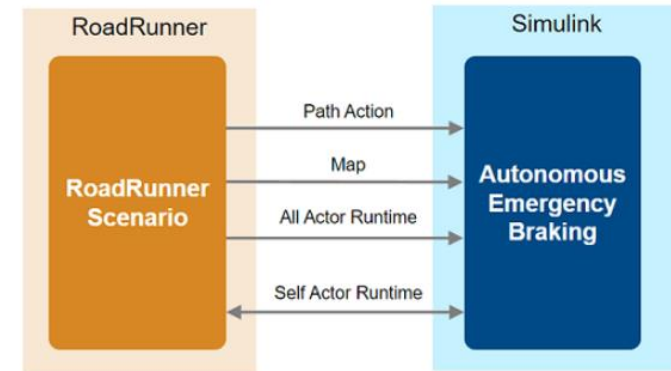 RoadRunner
Simulink
RoadRunner
Scenario
Path Action
Map
All Actor Runtime
Self Actor Runtime
Autonomous
Emergency
Braking